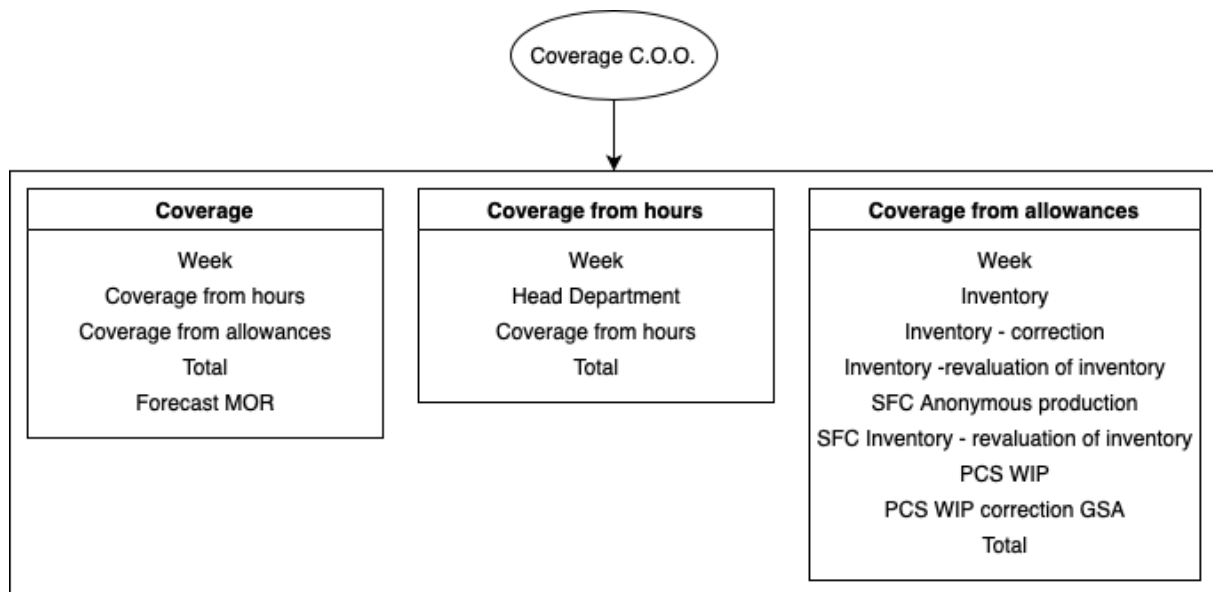 Coverage C.O.O.
Coverage
Week
Coverage from hours
Coverage from allowances
Total
Forecast MOR
Coverage from hours
Week
Head Department
Coverage from hours
Total
Coverage from allowances
Week
Inventory
Inventory - correction
Inventory -revaluation of inventory
SFC Anonymous production
SFC Inventory - revaluation of inventory
PCS WIP
PCS WIP correction GSA
Total